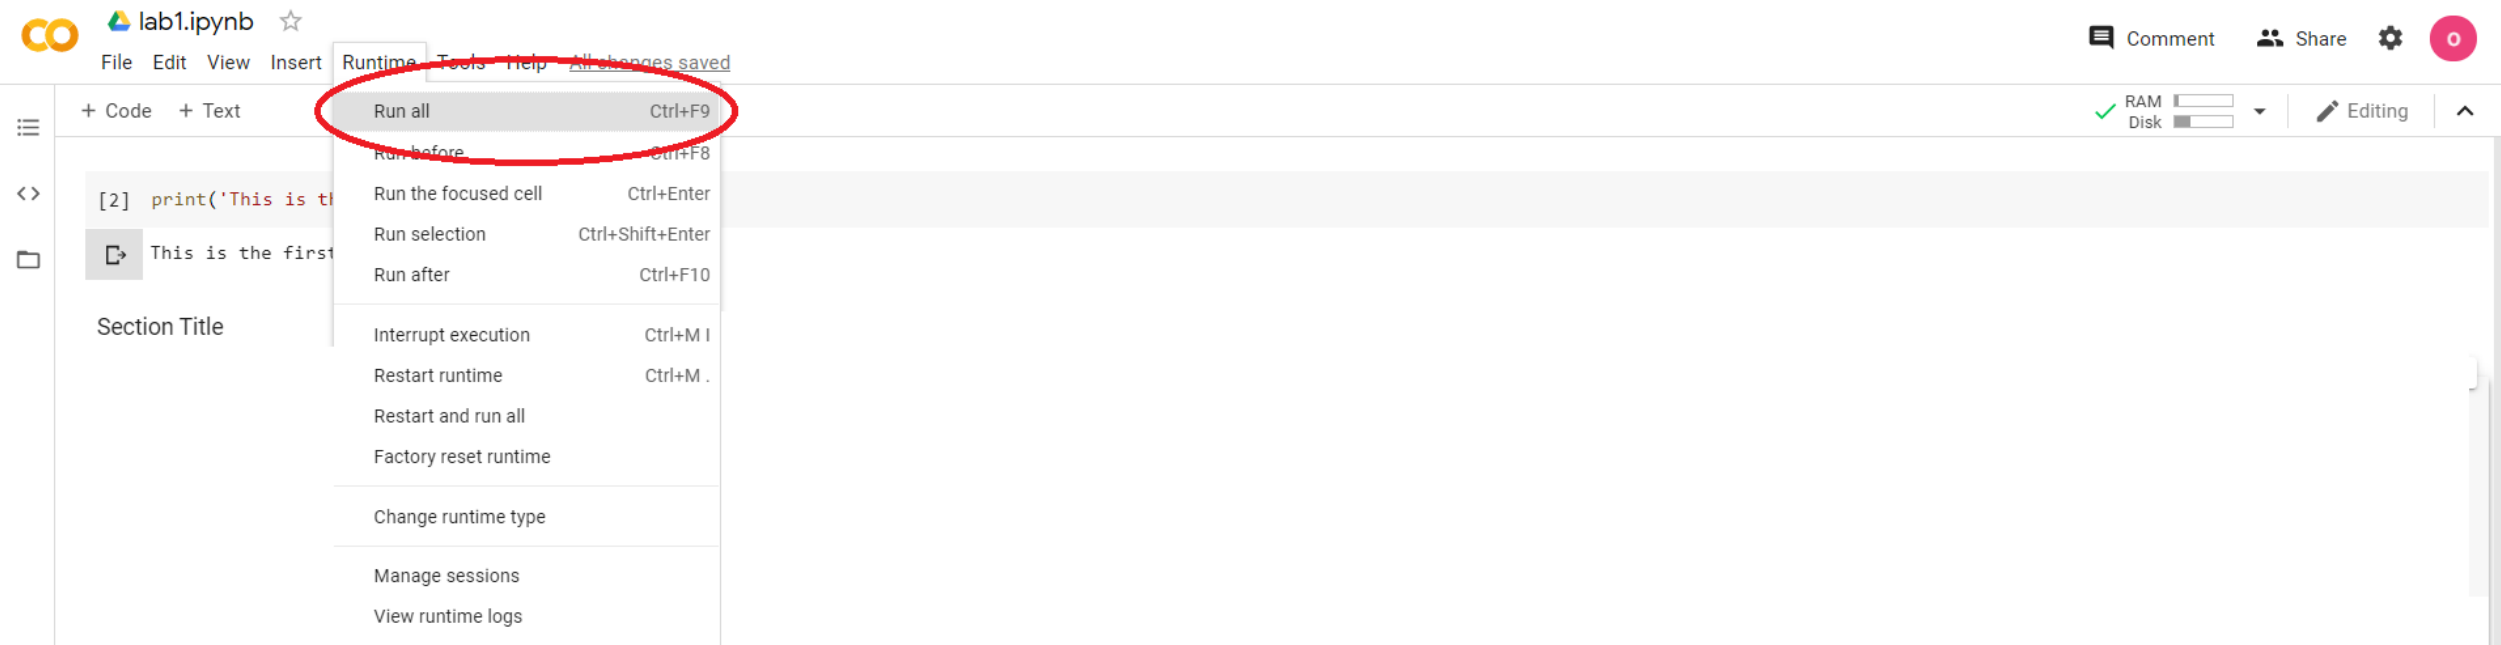 lab1.ipynb
File Edit View Insert Runtime Tools Help All changes saved
Comment Share O
+ Code + Text
RAM
Disk
Editing
Run all Ctrl+F9
Run before Ctrl+F8
Run the focused cell Ctrl+Enter
Run selection Ctrl+Shift+Enter
Run after Ctrl+F10
Interrupt execution Ctrl+M I
Restart runtime Ctrl+M .
Restart and run all
Factory reset runtime
Change runtime type
Manage sessions
View runtime logs
[2] print('This is th
This is the first
Section Title